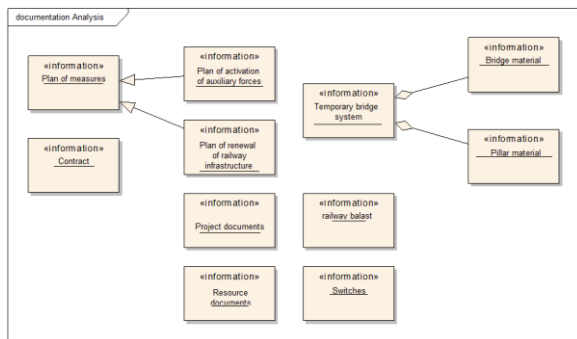 documentation Analysis
«information»
Plan of measures
«information»
Plan of activation
of auxiliary forces
«information»
Bridge material
«information»
Temporary bridge
system
«information»
Contract
«information»
Plan of renewal
of railway
infrastructure
«information»
Pillar material
«information»
Project documents
«information»
railway balast
«information»
Resource
documents
«information»
Switches